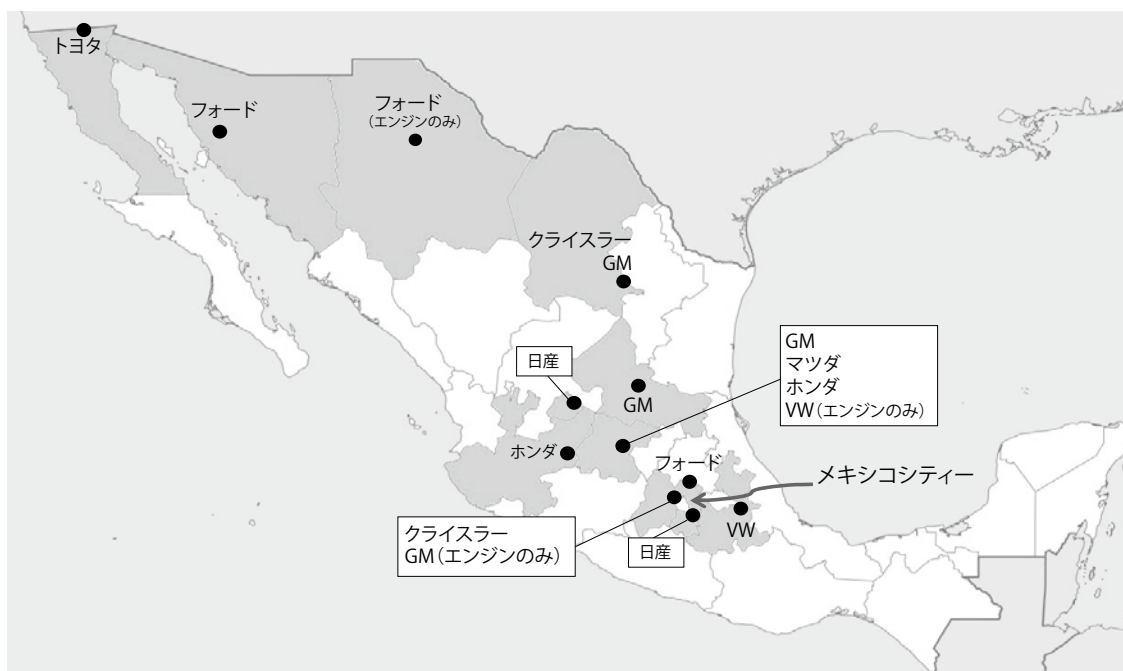 トヨタ
フォード
フォード
(エンジンのみ)
クライスラー
GM
日産
GM
GM
マツダ
ホンダ
VW(エンジンのみ)
ホンダ
フォード
メキシコシティー
クライスラー
GM(エンジンのみ)
日産
VW